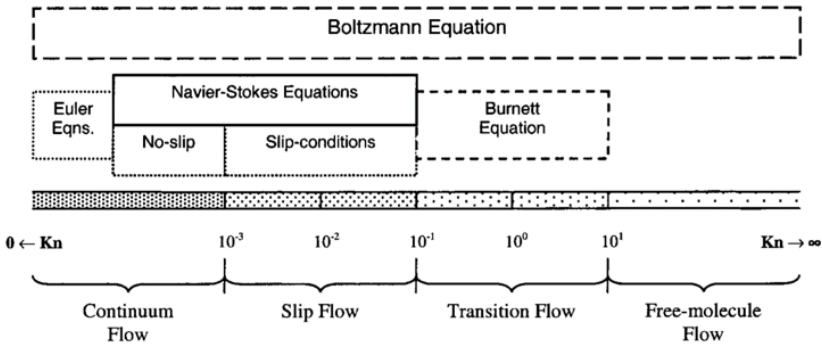 Boltzmann Equation
Navier-Stokes Equations
Euler
Eqns.
Burnett
Equation
No-slip
Slip-conditions
0 ← Kn
10⁻³
10⁻²
10⁻¹
10⁰
10¹
Kn → ∞
Continuum
Flow
Slip Flow
Transition Flow
Free-molecule
Flow